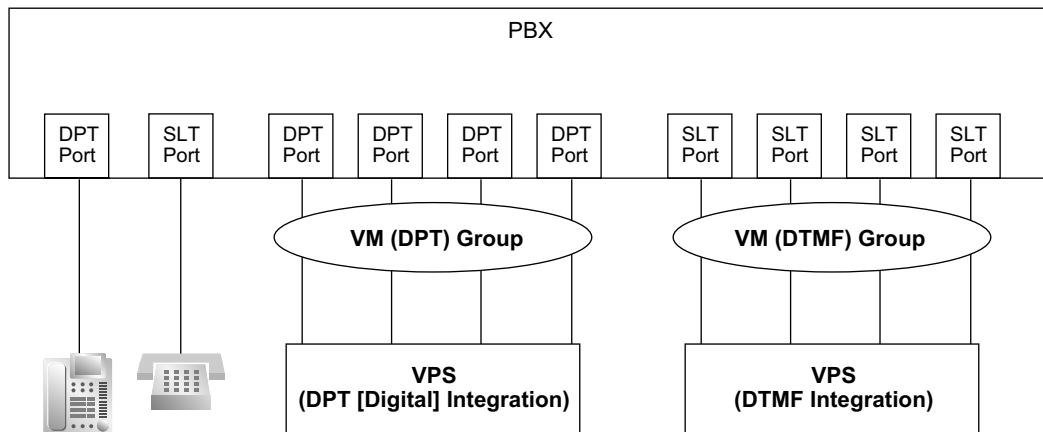 PBX
DPT
Port
SLT
Port
DPT
Port
DPT
Port
DPT
Port
DPT
Port
SLT
Port
SLT
Port
SLT
Port
SLT
Port
VM (DPT) Group
VM (DTMF) Group
VPS
(DPT [Digital] Integration)
VPS
(DTMF Integration)